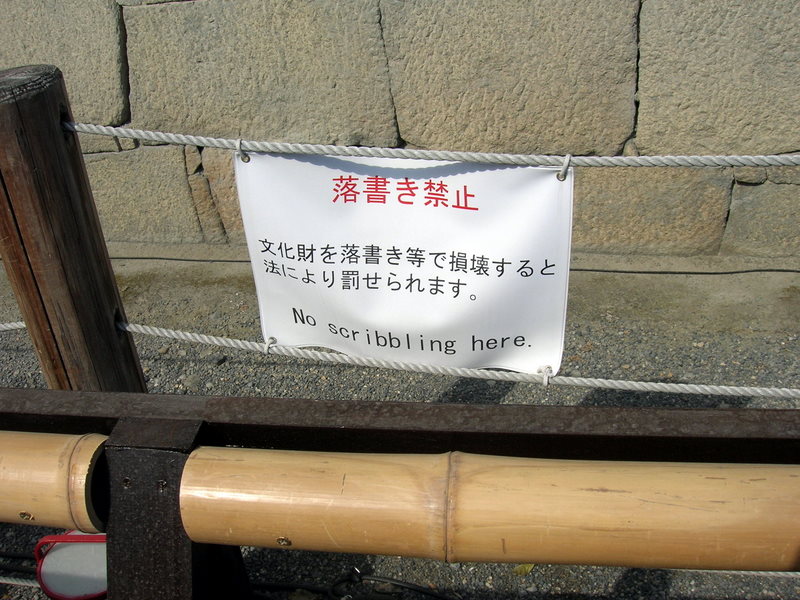 落書き禁止
文化財を落書き等で損壊すると
法により罰せられます。
No scribbling here.